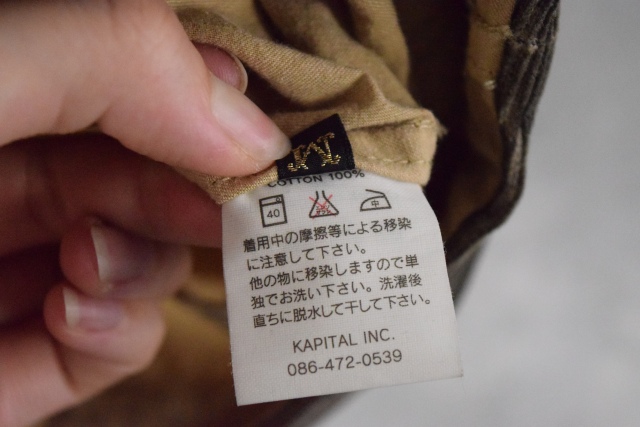 COTTON 100%
40
中
着用中の摩擦等による移染
に注意して下さい。
他の物に移染しますので単
独でお洗い下さい。洗濯後
直ちに脱水して干して下さい。
KAPITAL INC.
086-472-0539